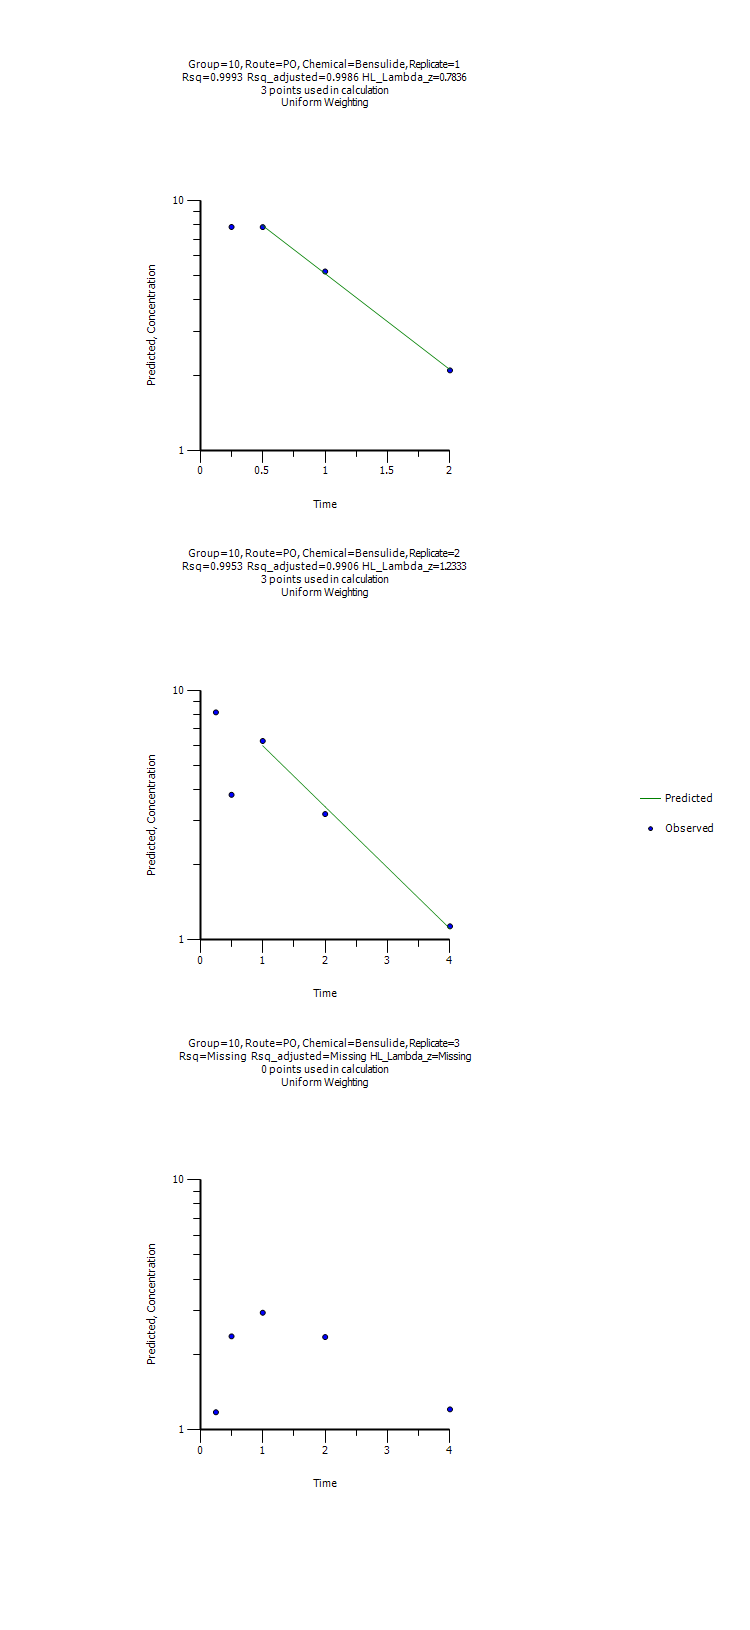 Group=10, Route=PO, Chemical=Bensulide, Replicate=1
Rsq=0.9993 Rsq_adjusted=0.9986 HL_Lambda_z=0.7836
3 points used in calculation
Uniform Weighting
10
Predicted, Concentration
1
0 0.5 1 1.5 2
Time
Group=10, Route=PO, Chemical=Bensulide, Replicate=2
Rsq=0.9953 Rsq_adjusted=0.9906 HL_Lambda_z=1.2333
3 points used in calculation
Uniform Weighting
10
Predicted, Concentration
1
0 1 2 3 4
Time
Predicted
Observed
Group=10, Route=PO, Chemical=Bensulide, Replicate=3
Rsq=Missing Rsq_adjusted=Missing HL_Lambda_z=Missing
0 points used in calculation
Uniform Weighting
10
Predicted, Concentration
1
0 1 2 3 4
Time